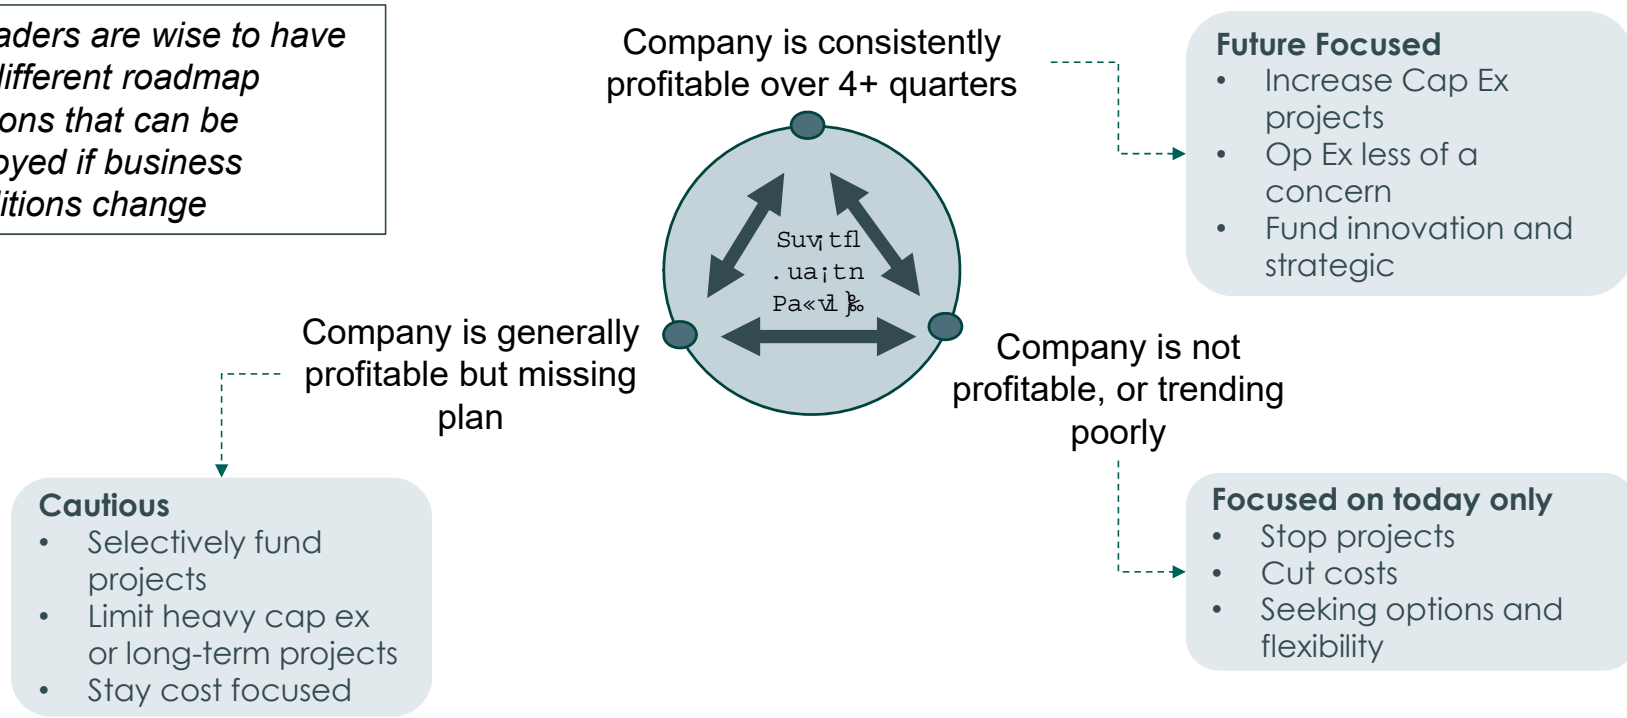 aders are wise to have
different roadmap
ons that can be
oyed if business
ditions change
Company is consistently
profitable over 4+ quarters
Future Focused
• Increase Cap Ex
projects
• Op Ex less of a
concern
• Fund innovation and
strategic
Company is generally
profitable but missing
plan
Company is not
profitable, or trending
poorly
Cautious
• Selectively fund
projects
• Limit heavy cap ex
or long-term projects
• Stay cost focused
Focused on today only
• Stop projects
• Cut costs
• Seeking options and
flexibility